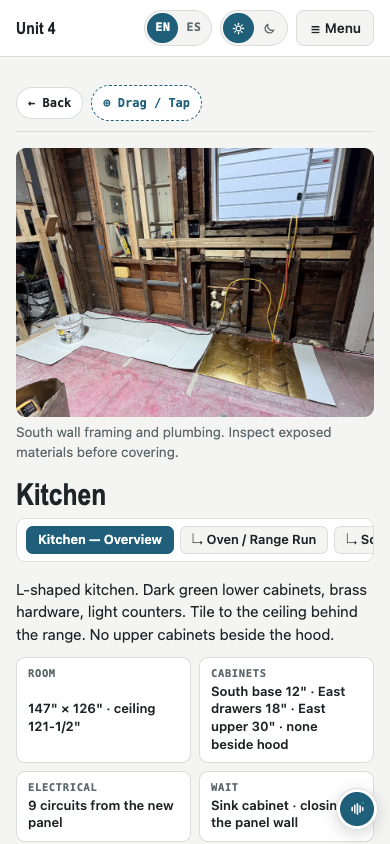 Unit 4
EN ES
≡ Menu
← Back
⊕ Drag / Tap
South wall framing and plumbing. Inspect exposed
materials before covering.
Kitchen
Kitchen — Overview
Oven / Range Run
L-shaped kitchen. Dark green lower cabinets, brass
hardware, light counters. Tile to the ceiling behind
the range. No upper cabinets beside the hood.
ROOM
147" × 126" · ceiling
121-1/2"
CABINETS
South base 12" · East
drawers 18" · East
upper 30" · none
beside hood
ELECTRICAL
9 circuits from the new
panel
WAIT
Sink cabinet ·
the panel wall